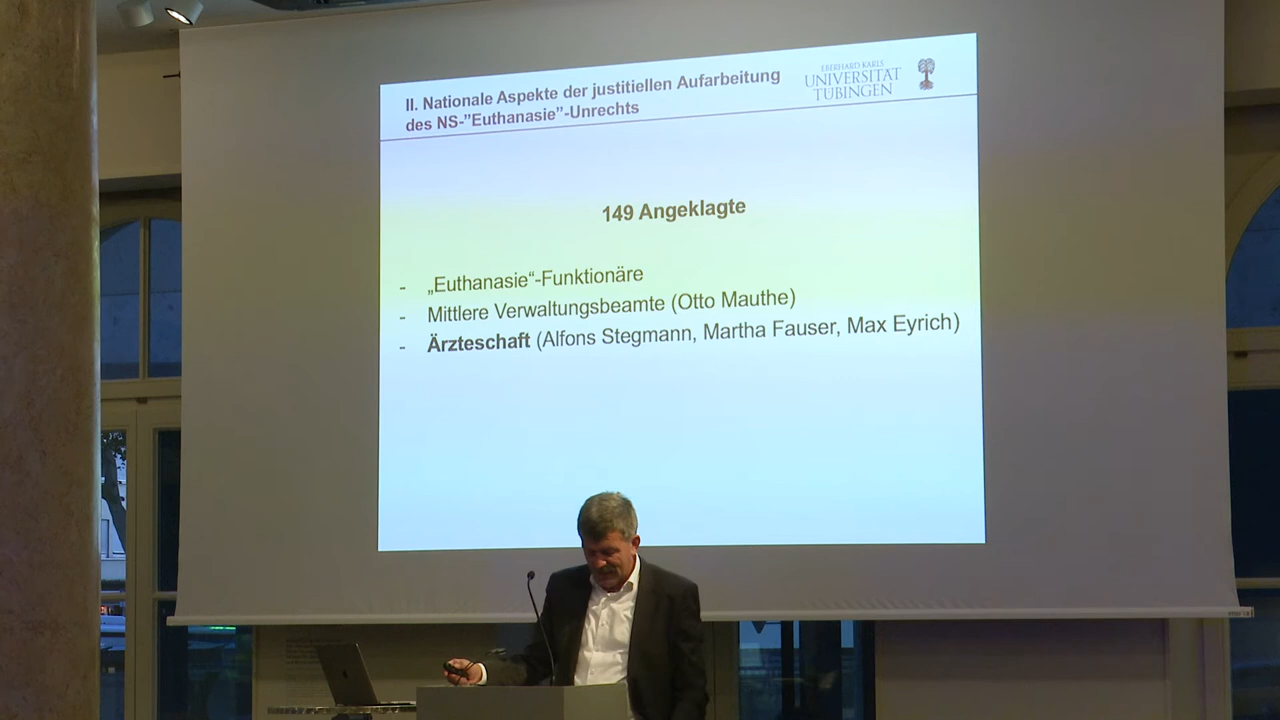 II. Nationale Aspekte der justitiellen Aufarbeitung
des NS-”Euthanasie”-Unrechts
EBERHARD KARLS
UNIVERSITÄT
TÜBINGEN
149 Angeklagte
- „Euthanasie“-Funktionäre
- Mittlere Verwaltungsbeamte (Otto Mauthe)
- Ärzteschaft (Alfons Stegmann, Martha Fauser, Max Eyrich)